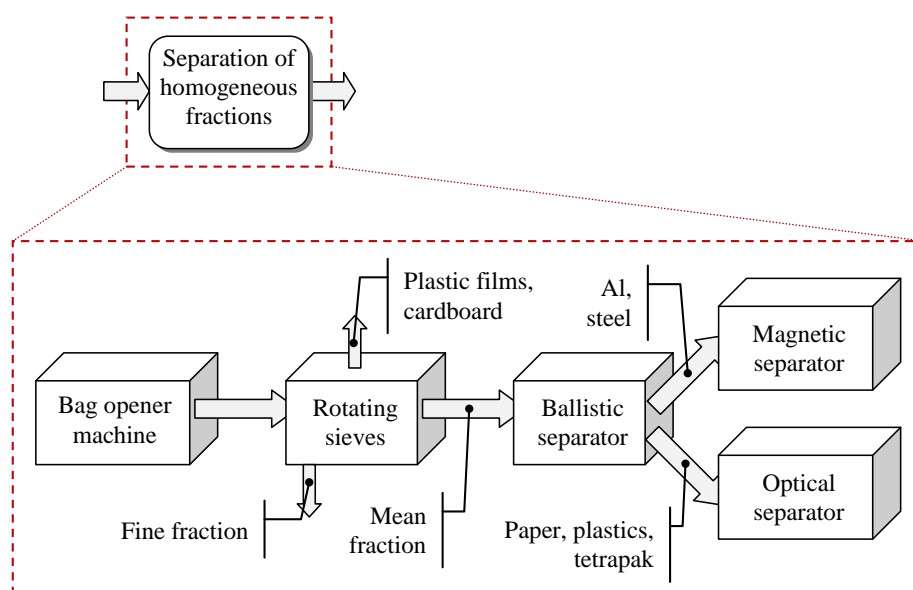 Separation of
homogeneous
fractions
Plastic films,
cardboard
Al,
steel
Magnetic
separator
Bag opener
machine
Rotating
sieves
Ballistic
separator
Optical
separator
Fine fraction
Mean
fraction
Paper, plastics,
tetrapak